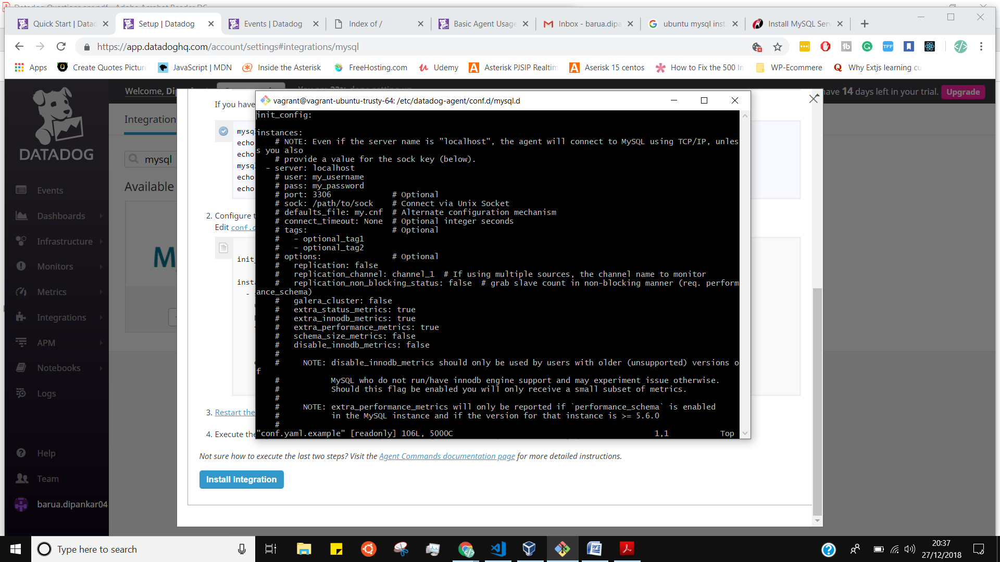 Quick Start | Datad
Setup | Datadog
Events | Datadog
Index of /
Basic Agent Usage
Inbox - barua.dipa
ubuntu mysql inst
Install MySQL Serv
https://app.datadoghq.com/account/settings#integrations/mysql
Apps
Create Quotes Picture
JavaScript | MDN
Inside the Asterisk
FreeHosting.com
Udemy
Asterisk PJSIP Realtim
Aserisk 15 centos
How to Fix the 500 In
WP-Ecommere
Why Extjs learning cu
DATADOG
Events
Dashboards
Infrastructure
Monitors
Metrics
Integrations
APM
Notebooks
Logs
Help
Team
barua.dipankar04
Welcome, Di
have 14 days left in your trial.
Upgrade
Integration
mysql
Available
If you have
mysq
echo
echo
mysq
echo
echo
2. Configure t
Edit conf.d
init_
insta
3. Restart the
4. Execute the
Not sure how to execute the last two steps? Visit the Agent Commands documentation page for more detailed instructions.
Install Integration
vagrant@vagrant-ubuntu-trusty-64: /etc/datadog-agent/conf.d/mysql.d
init_config:
instances:
# NOTE: Even if the server name is "localhost", the agent will connect to MySQL using TCP/IP, unles
s you also
# provide a value for the sock key (below).
- server: localhost
# user: my_username
# pass: my_password
# port: 3306 # Optional
# sock: /path/to/sock # Connect via Unix Socket
# defaults_file: my.cnf # Alternate configuration mechanism
# connect_timeout: None # Optional integer seconds
# tags: # Optional
# - optional_tag1
# - optional_tag2
# options: # Optional
# replication: false
# replication_channel: channel_1 # If using multiple sources, the channel name to monitor
# replication_non_blocking_status: false # grab slave count in non-blocking manner (req. perform
ance_schema)
# galera_cluster: false
# extra_status_metrics: true
# extra_innodb_metrics: true
# extra_performance_metrics: true
# schema_size_metrics: false
# disable_innodb_metrics: false
#
# NOTE: disable_innodb_metrics should only be used by users with older (unsupported) versions o
f
# MySQL who do not run/have innodb engine support and may experiment issue otherwise.
# Should this flag be enabled you will only receive a small subset of metrics.
#
# NOTE: extra_performance_metrics will only be reported if `performance_schema` is enabled
# in the MySQL instance and if the version for that instance is >= 5.6.0
#
"conf.yaml.example" [readonly] 106L, 5000C 1,1 Top
Type here to search
20:37
27/12/2018